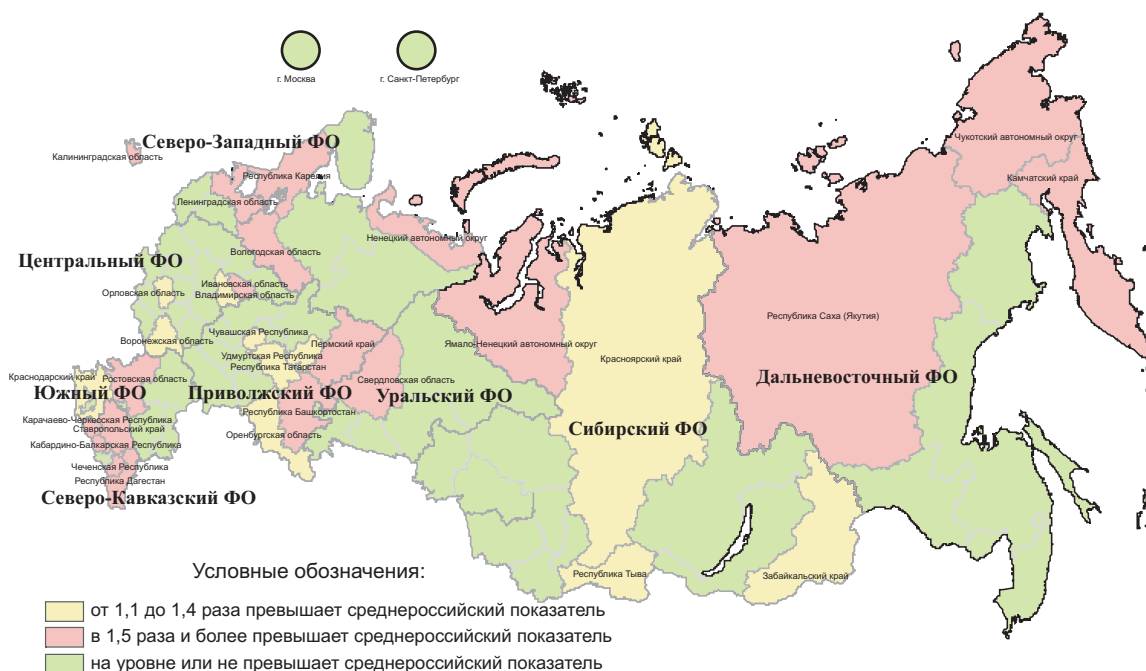 г. Москва
г. Санкт-Петербург
Северо-Западный ФО
Чукотский автономный округ
Калининградская область
Республика Карелия
Камчатский край
Ленинградская область
Ненецкий автономный округ
Вологодская область
Центральный ФО
Ивановская область
Орловская область
Владимирская область
Республика Саха (Якутия)
Чувашская Республика
Воронежская область
Пермский край
Ямало-Ненецкий автономный округ
Удмуртская Республика
Республика Татарстан
Красноярский край
Краснодарский край
Ростовская область
Свердловская область
Дальневосточный ФО
Южный ФО
Приволжский ФО
Уральский ФО
Республика Башкортостан
Карачаево-Черкесская Республика
Ставропольский край
Оренбургская область
Сибирский ФО
Кабардино-Балкарская Республика
Чеченская Республика
Республика Дагестан
Северо-Кавказский ФО
Республика Тыва
Забайкальский край
Условные обозначения:
от 1,1 до 1,4 раза превышает среднероссийский показатель
в 1,5 раза и более превышает среднероссийский показатель
на уровне или не превышает среднероссийский показатель